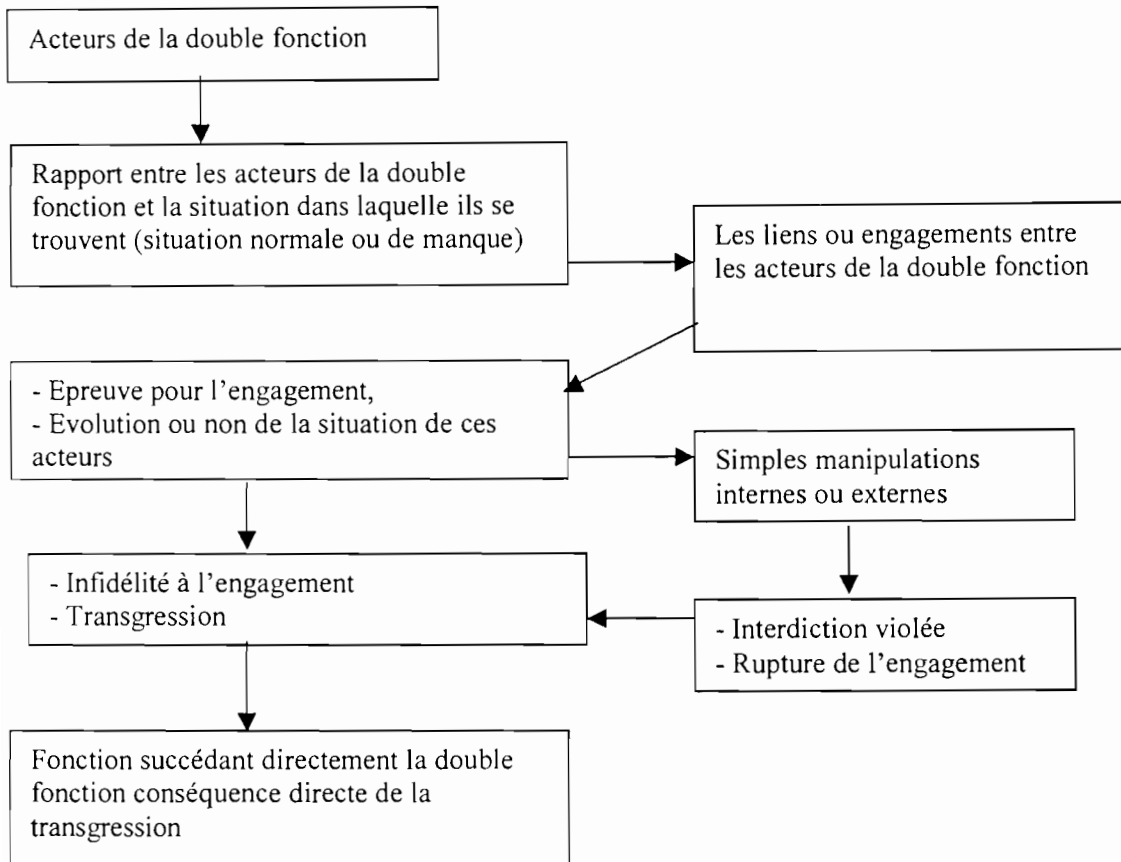 Acteurs de la double fonction
Rapport entre les acteurs de la double
fonction et la situation dans laquelle ils se
trouvent (situation normale ou de manque)
Les liens ou engagements entre
les acteurs de la double fonction
- Epreuve pour l’engagement,
- Evolution ou non de la situation de ces
acteurs
Simples manipulations
internes ou externes
- Infidélité à l’engagement
- Transgression
- Interdiction violée
- Rupture de l’engagement
Fonction succédant directement la double
fonction conséquence directe de la
transgression